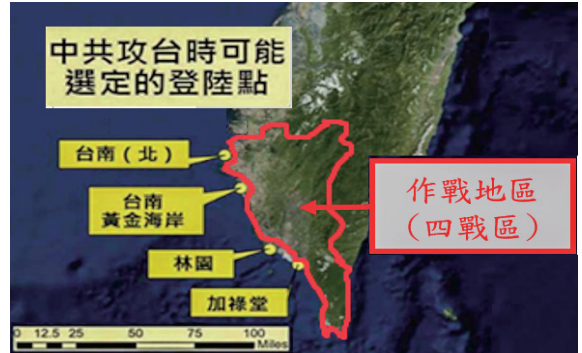 中共攻台時可能
選定的登陸點
台南（北）
台南
黃金海岸
林園
加祿堂
作戰地區
（四戰區）
0 12.5 25 50 75 100
Miles